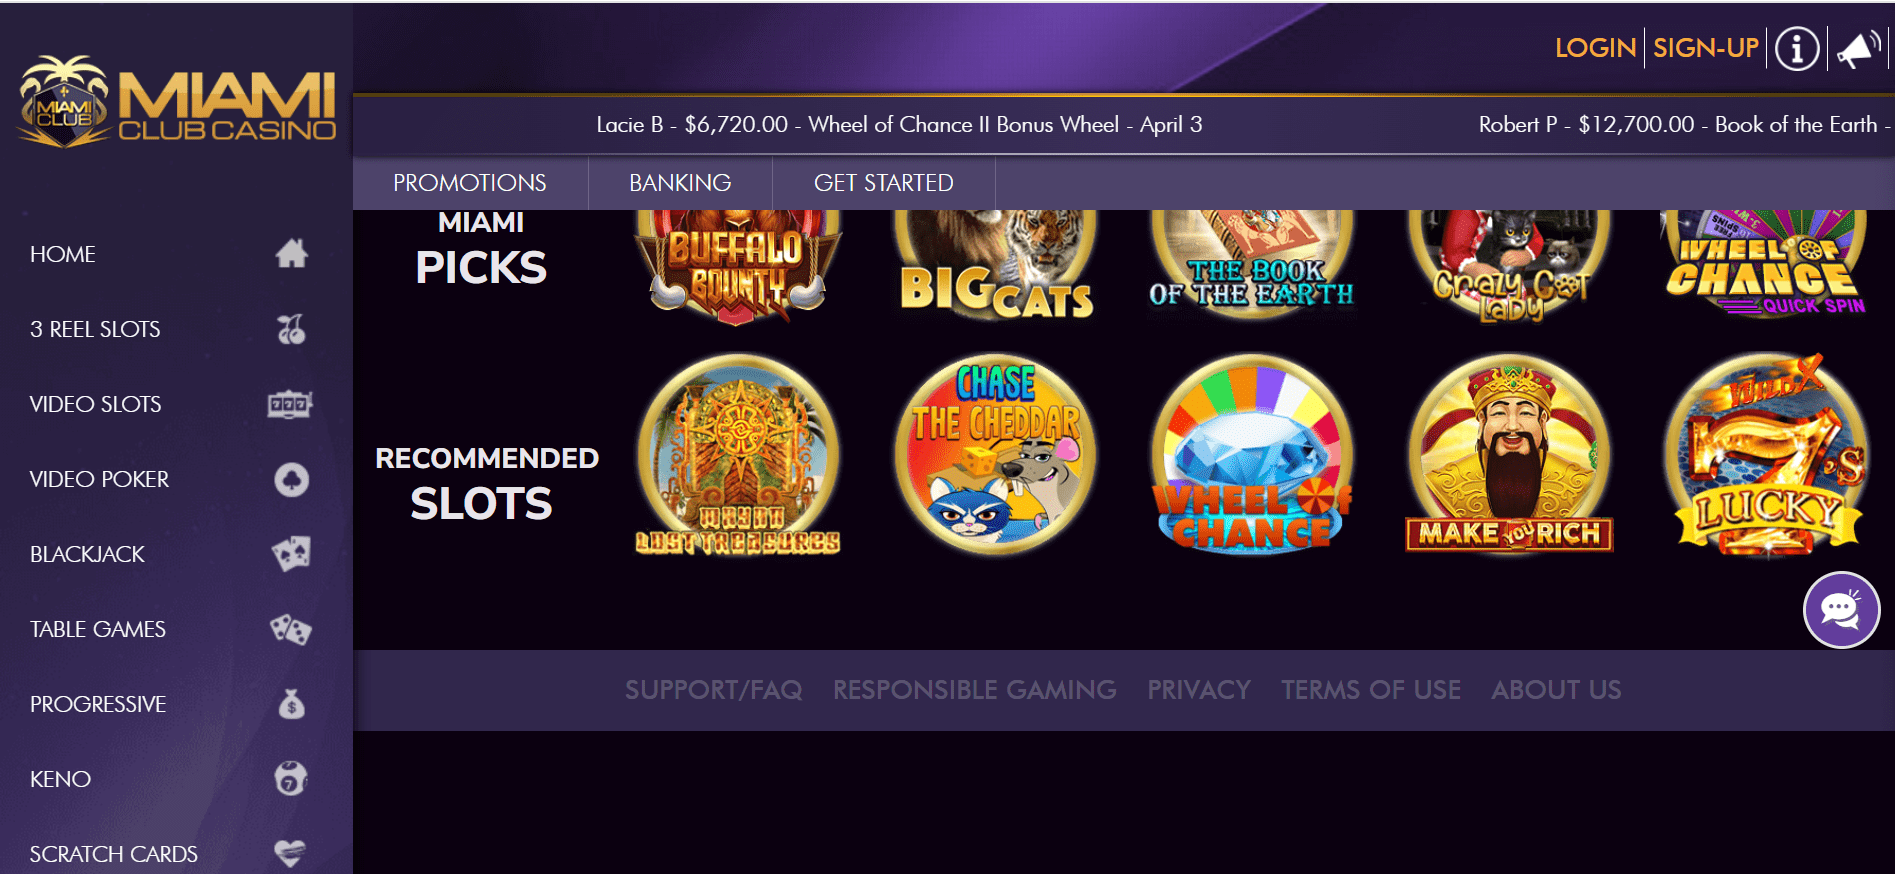 LOGIN
SIGN-UP
MIAMI
CLUB
MIAMI
CLUB CASINO
Lacie B - $6,720.00 - Wheel of Chance II Bonus Wheel - April 3
Robert P - $12,700.00 - Book of the Earth -
PROMOTIONS
BANKING
GET STARTED
HOME
3 REEL SLOTS
VIDEO SLOTS
777
VIDEO POKER
BLACKJACK
TABLE GAMES
PROGRESSIVE
$
KENO
7
SCRATCH CARDS
MIAMI
PICKS
BUFFALO
BOUNTY
BIG CATS
THE BOOK
OF THE EARTH
Crazy Cat
Lady
WHEEL OF
CHANCE
QUICK SPIN
RECOMMENDED
SLOTS
MAYAN
LOST TREASURES
CHASE
THE CHEDDAR
WHEEL OF
CHANCE
MAKE YOU RICH
WILD X
7's
LUCKY
SUPPORT/FAQ
RESPONSIBLE GAMING
PRIVACY
TERMS OF USE
ABOUT US